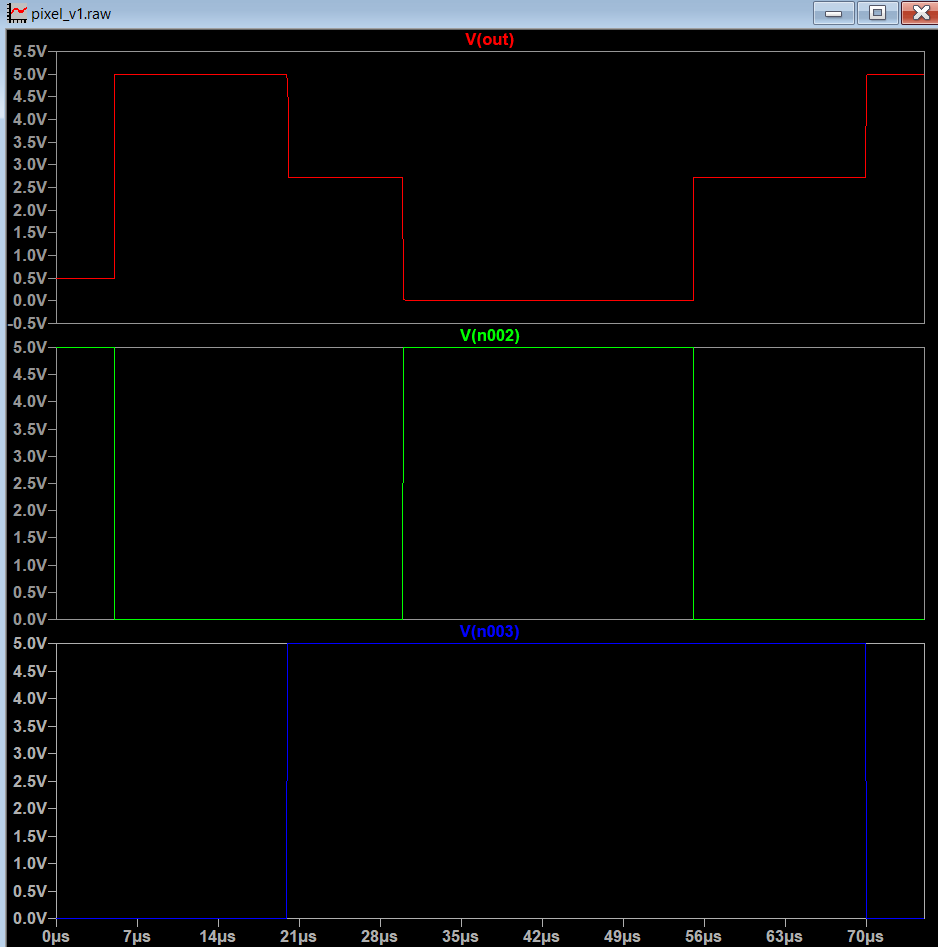 pixel_v1.raw
V(out)
5.5V
5.0V
4.5V
4.0V
3.5V
3.0V
2.5V
2.0V
1.5V
1.0V
0.5V
0.0V
-0.5V
V(n002)
5.0V
4.5V
4.0V
3.5V
3.0V
2.5V
2.0V
1.5V
1.0V
0.5V
0.0V
V(n003)
5.0V
4.5V
4.0V
3.5V
3.0V
2.5V
2.0V
1.5V
1.0V
0.5V
0.0V
0µs 7µs 14µs 21µs 28µs 35µs 42µs 49µs 56µs 63µs 70µs